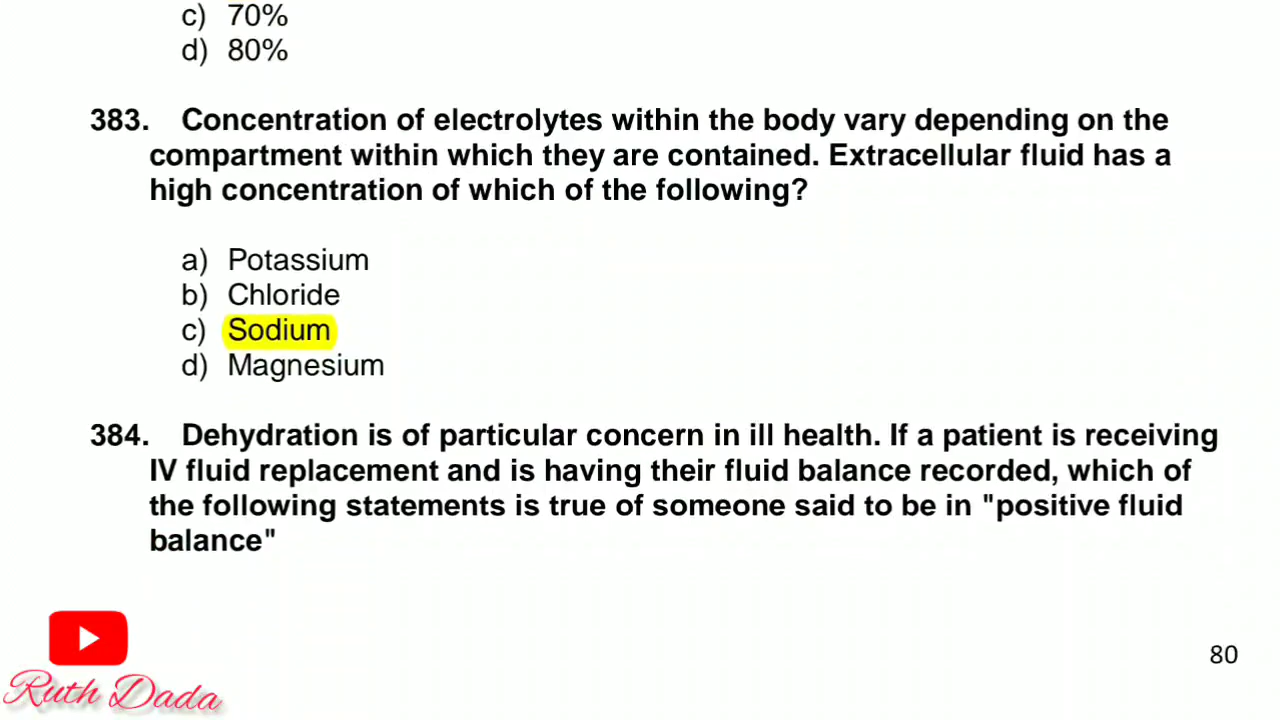 c) 70%
d) 80%
383. Concentration of electrolytes within the body vary depending on the
compartment within which they are contained. Extracellular fluid has a
high concentration of which of the following?
a) Potassium
b) Chloride
c) Sodium
d) Magnesium
384. Dehydration is of particular concern in ill health. If a patient is receiving
IV fluid replacement and is having their fluid balance recorded, which of
the following statements is true of someone said to be in "positive fluid
balance"
80
Ruth Dada